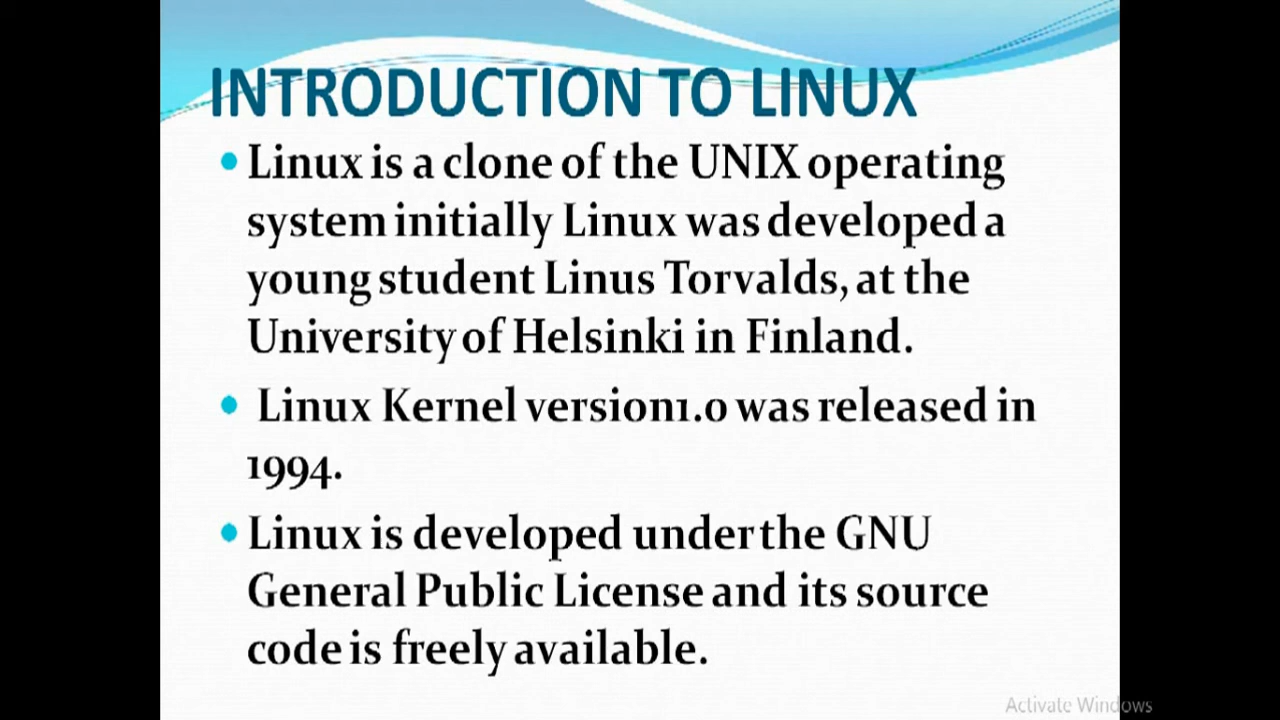 INTRODUCTION TO LINUX
Linux is a clone of the UNIX operating
system initially Linux was developed a
young student Linus Torvalds, at the
University of Helsinki in Finland.
Linux Kernel version1.0 was released in
1994.
Linux is developed under the GNU
General Public License and its source
code is freely available.
Activate Windows